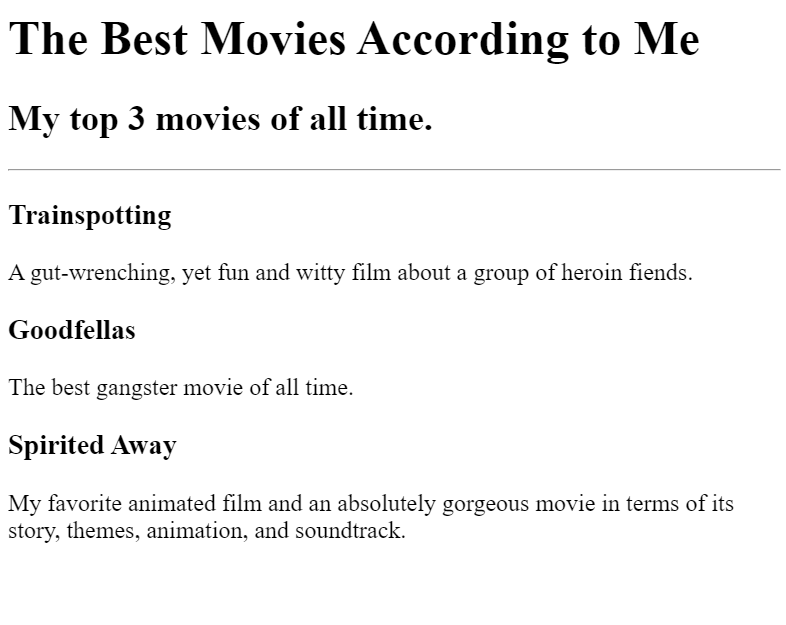 The Best Movies According to Me
My top 3 movies of all time.
Trainspotting
A gut-wrenching, yet fun and witty film about a group of heroin fiends.
Goodfellas
The best gangster movie of all time.
Spirited Away
My favorite animated film and an absolutely gorgeous movie in terms of its
story, themes, animation, and soundtrack.